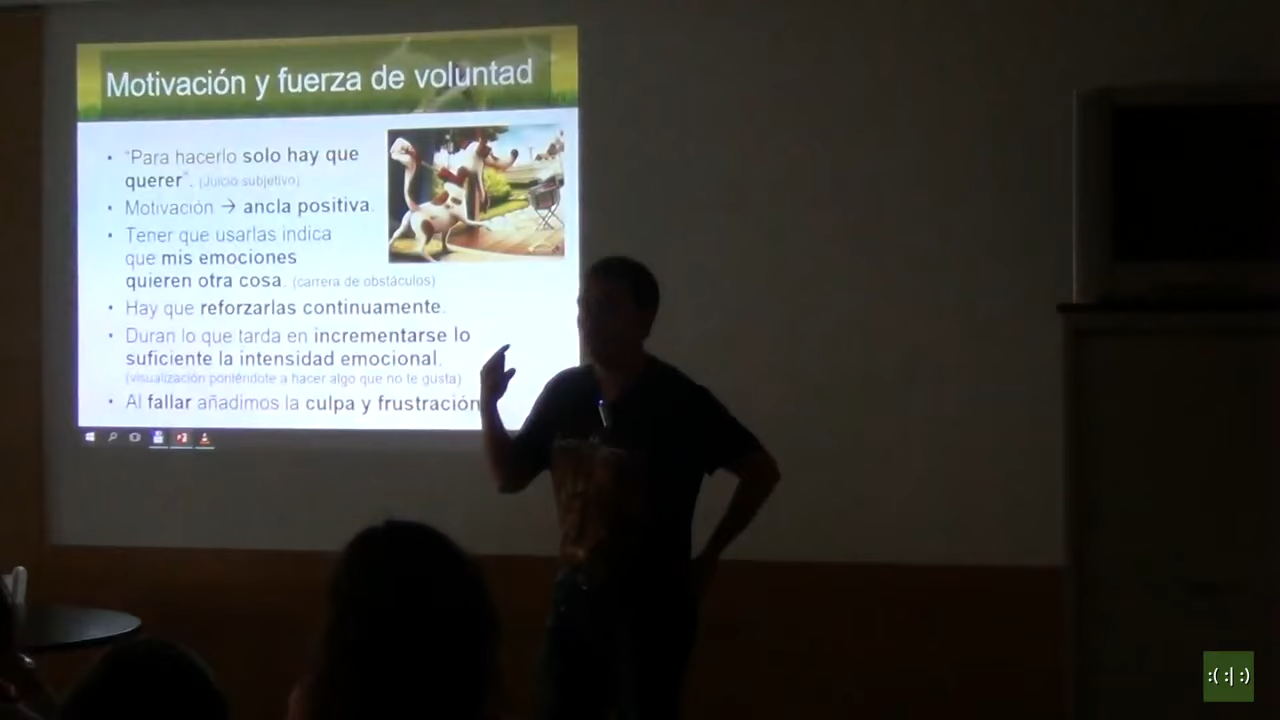 Motivación y fuerza de voluntad
• “Para hacerlo solo hay que
querer”. (Juicio subjetivo)
• Motivación → ancla positiva.
• Tener que usarlas indica
que mis emociones
quieren otra cosa. (carrera de obstáculos)
• Hay que reforzarlas continuamente.
• Duran lo que tarda en incrementarse lo
suficiente la intensidad emocional.
(visualización poniéndote a hacer algo que no te gusta)
• Al fallar añadimos la culpa y frustración
:( :| :)